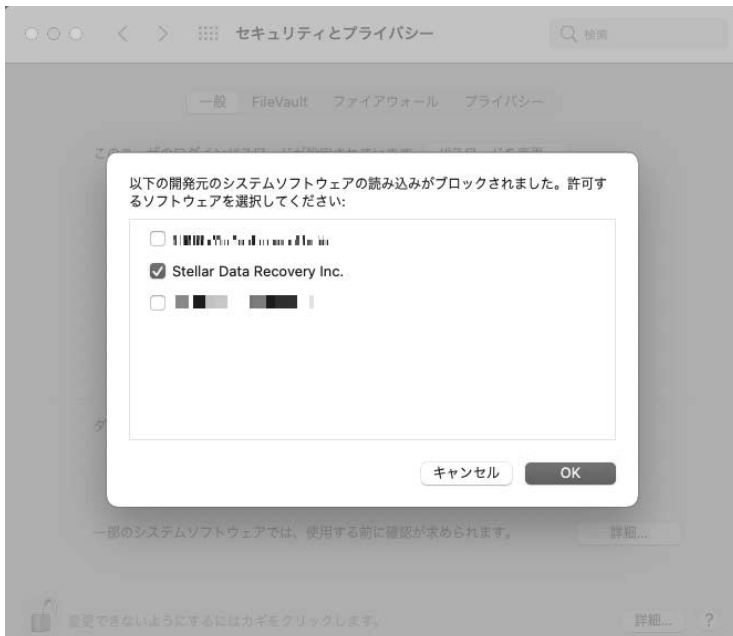 セキュリティとプライバシー
検索
一般 FileVault ファイアウォール プライバシー
以下の開発元のシステムソフトウェアの読み込みがブロックされました。許可す
るソフトウェアを選択してください:
Stellar Data Recovery Inc.
キャンセル OK
一部のシステムソフトウェアでは、使用する前に確認が求められます。 詳細...
変更できないようにするにはカギをクリックします。 詳細... ?